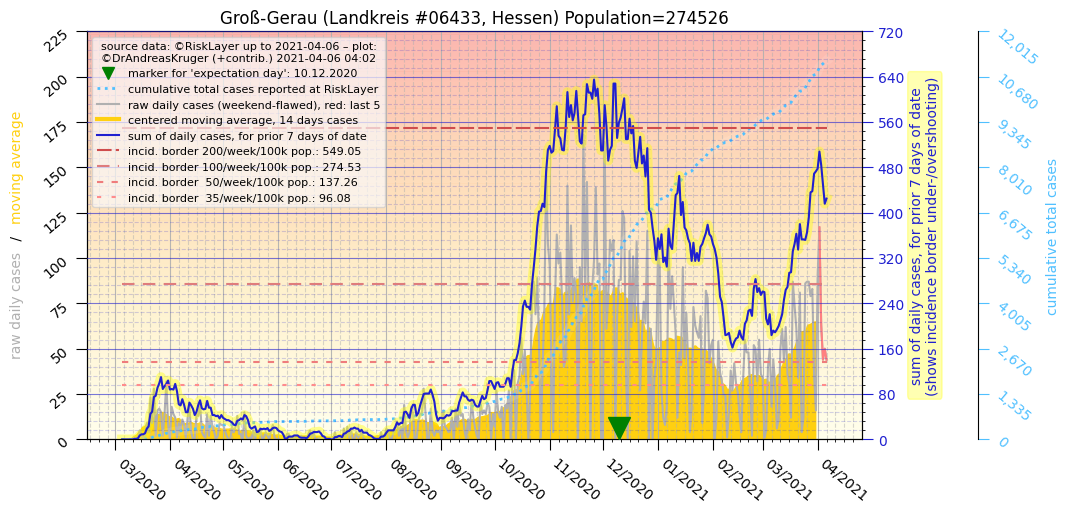 Groß-Gerau (Landkreis #06433, Hessen) Population=274526
source data: ©RiskLayer up to 2021-04-06 – plot:
©DrAndreasKruger (+contrib.) 2021-04-06 04:02
marker for 'expectation day': 10.12.2020
cumulative total cases reported at RiskLayer
raw daily cases (weekend-flawed), red: last 5
centered moving average, 14 days cases
sum of daily cases, for prior 7 days of date
incid. border 200/week/100k pop.: 549.05
incid. border 100/week/100k pop.: 274.53
incid. border  50/week/100k pop.: 137.26
incid. border  35/week/100k pop.: 96.08
raw daily cases / moving average
225
200
175
150
125
100
75
50
25
0
03/2020
04/2020
05/2020
06/2020
07/2020
08/2020
09/2020
10/2020
11/2020
12/2020
01/2021
02/2021
03/2021
04/2021
720
640
560
480
400
320
240
160
80
0
sum of daily cases, for prior 7 days of date
(shows incidence border under-/overshooting)
12,015
10,680
9,345
8,010
6,675
5,340
4,005
2,670
1,335
0
cumulative total cases